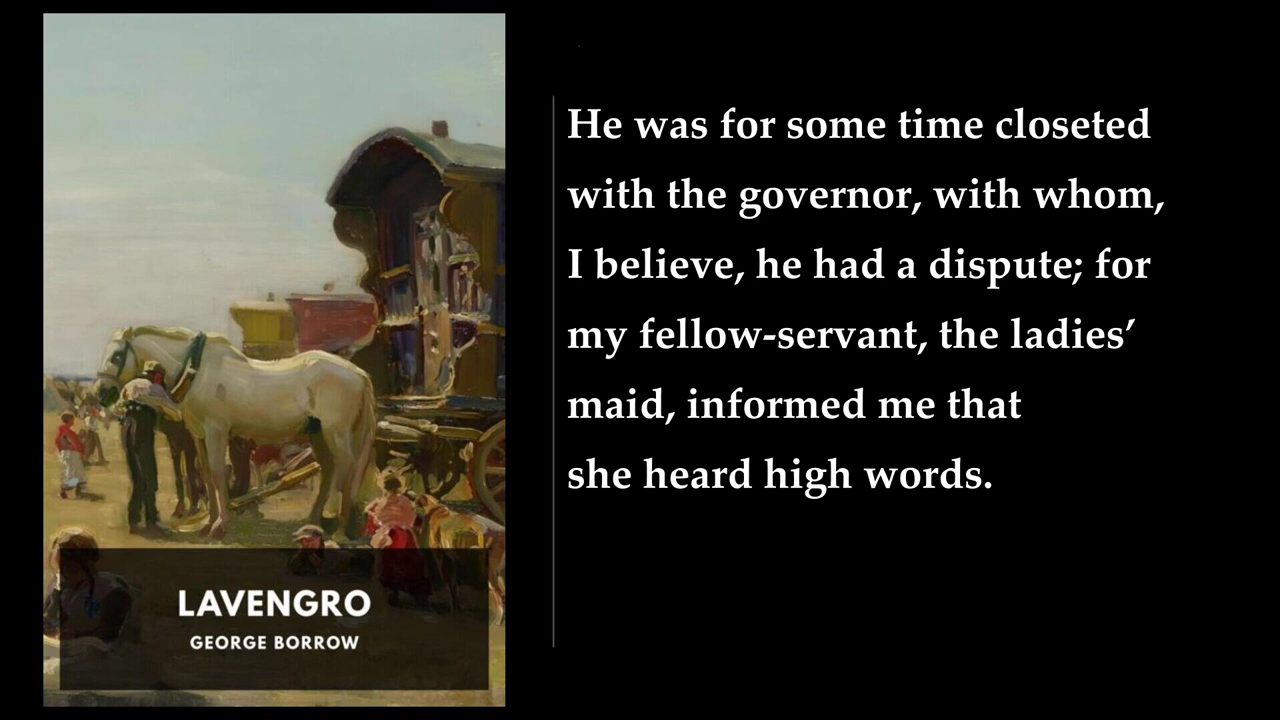 LAVENGRO
GEORGE BORROW
He was for some time closeted
with the governor, with whom,
I believe, he had a dispute; for
my fellow-servant, the ladies’
maid, informed me that
she heard high words.